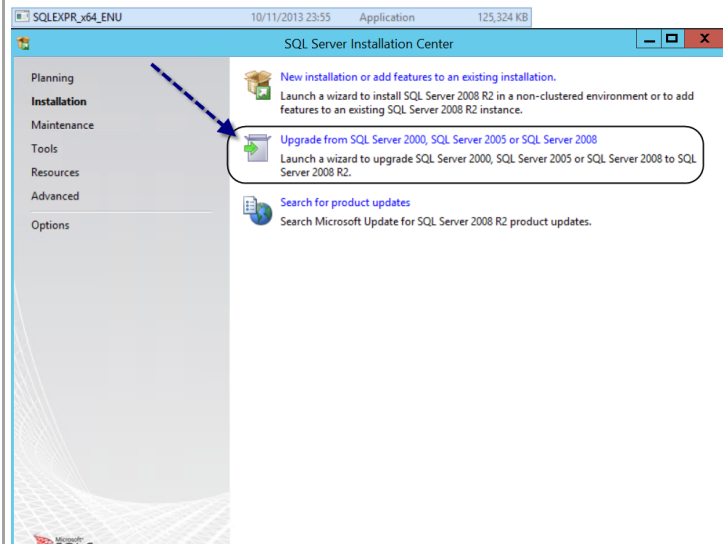 SQLEXPR_x64_ENU 10/11/2013 23:55 Application 125,324 KB
SQL Server Installation Center
Planning
Installation
Maintenance
Tools
Resources
Advanced
Options
New installation or add features to an existing installation.
Launch a wizard to install SQL Server 2008 R2 in a non-clustered environment or to add
features to an existing SQL Server 2008 R2 instance.
Upgrade from SQL Server 2000, SQL Server 2005 or SQL Server 2008
Launch a wizard to upgrade SQL Server 2000, SQL Server 2005 or SQL Server 2008 to SQL
Server 2008 R2.
Search for product updates
Search Microsoft Update for SQL Server 2008 R2 product updates.
Microsoft